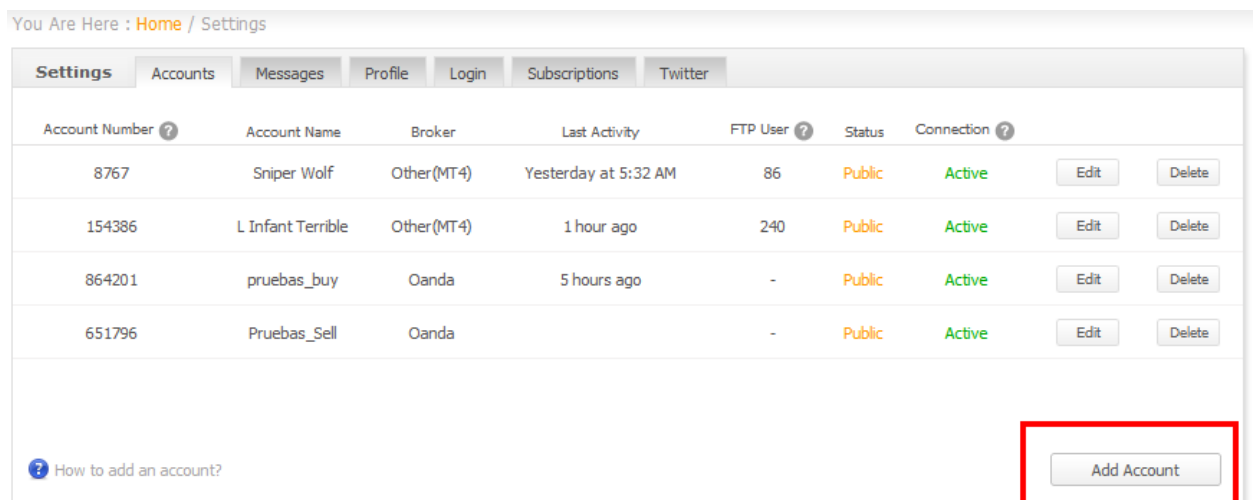 You Are Here : Home / Settings
Settings Accounts Messages Profile Login Subscriptions Twitter
Account Number ? Account Name Broker Last Activity FTP User ? Status Connection ?
8767 Sniper Wolf Other(MT4) Yesterday at 5:32 AM 86 Public Active Edit Delete
154386 L Infant Terrible Other(MT4) 1 hour ago 240 Public Active Edit Delete
864201 pruebas_buy Oanda 5 hours ago - Public Active Edit Delete
651796 Pruebas_Sell Oanda - Public Active Edit Delete
? How to add an account? Add Account